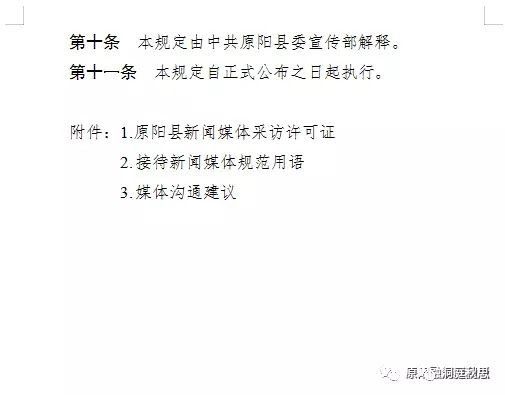 第十条 本规定由中共原阳县委宣传部解释。
第十一条 本规定自正式公布之日起执行。
附件：1.原阳县新闻媒体采访许可证
2.接待新闻媒体规范用语
3.媒体沟通建议